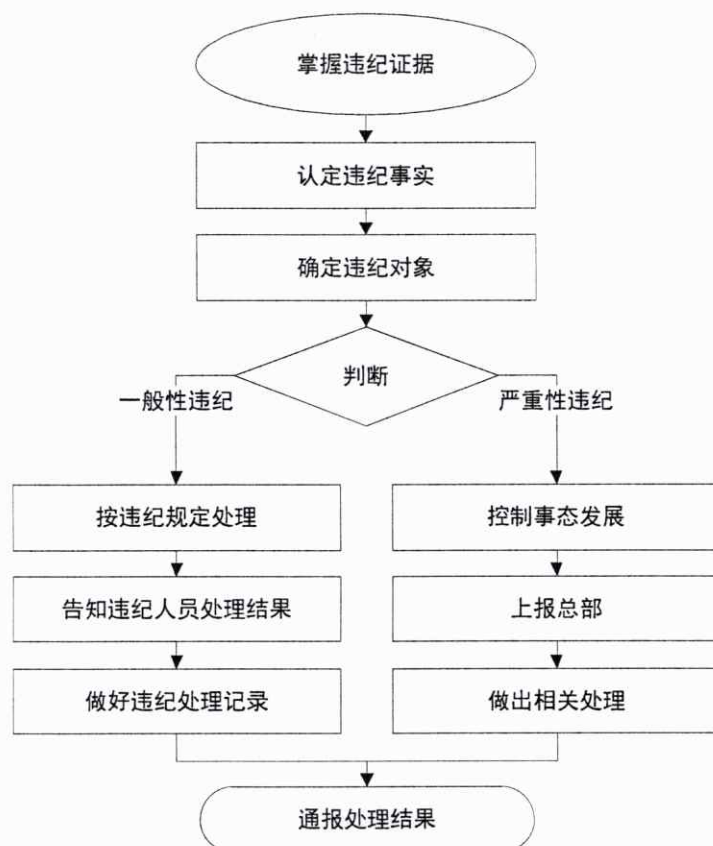 掌握违纪证据
认定违纪事实
确定违纪对象
判断
一般性违纪
严重性违纪
按违纪规定处理
控制事态发展
告知违纪人员处理结果
上报总部
做好违纪处理记录
做出相关处理
通报处理结果